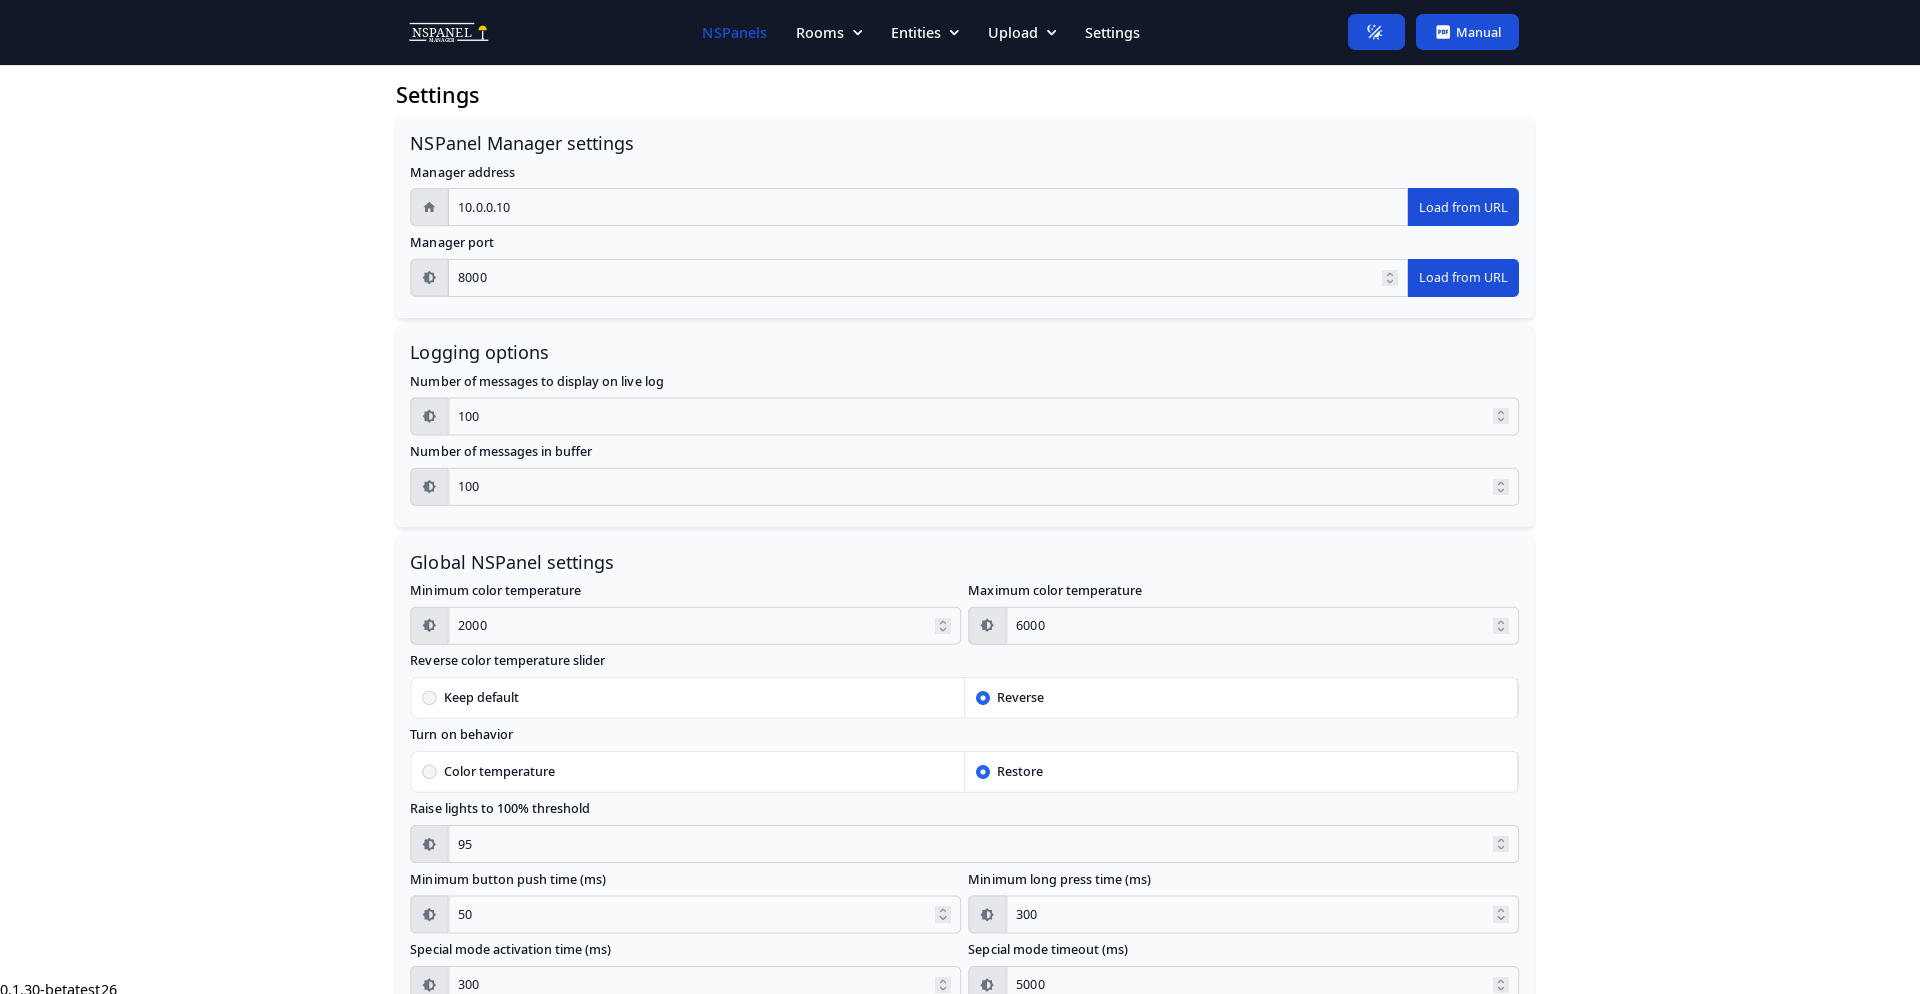 NSPANEL
MANAGER
NSPanels
Rooms
Entities
Upload
Settings
PDF
Manual
Settings
NSPanel Manager settings
Manager address
10.0.0.10
Load from URL
Manager port
8000
Load from URL
Logging options
Number of messages to display on live log
100
Number of messages in buffer
100
Global NSPanel settings
Minimum color temperature
Maximum color temperature
2000
6000
Reverse color temperature slider
Keep default
Reverse
Turn on behavior
Color temperature
Restore
Raise lights to 100% threshold
95
Minimum button push time (ms)
Minimum long press time (ms)
50
300
Special mode activation time (ms)
Sepcial mode timeout (ms)
300
5000
0.1.30-betatest26